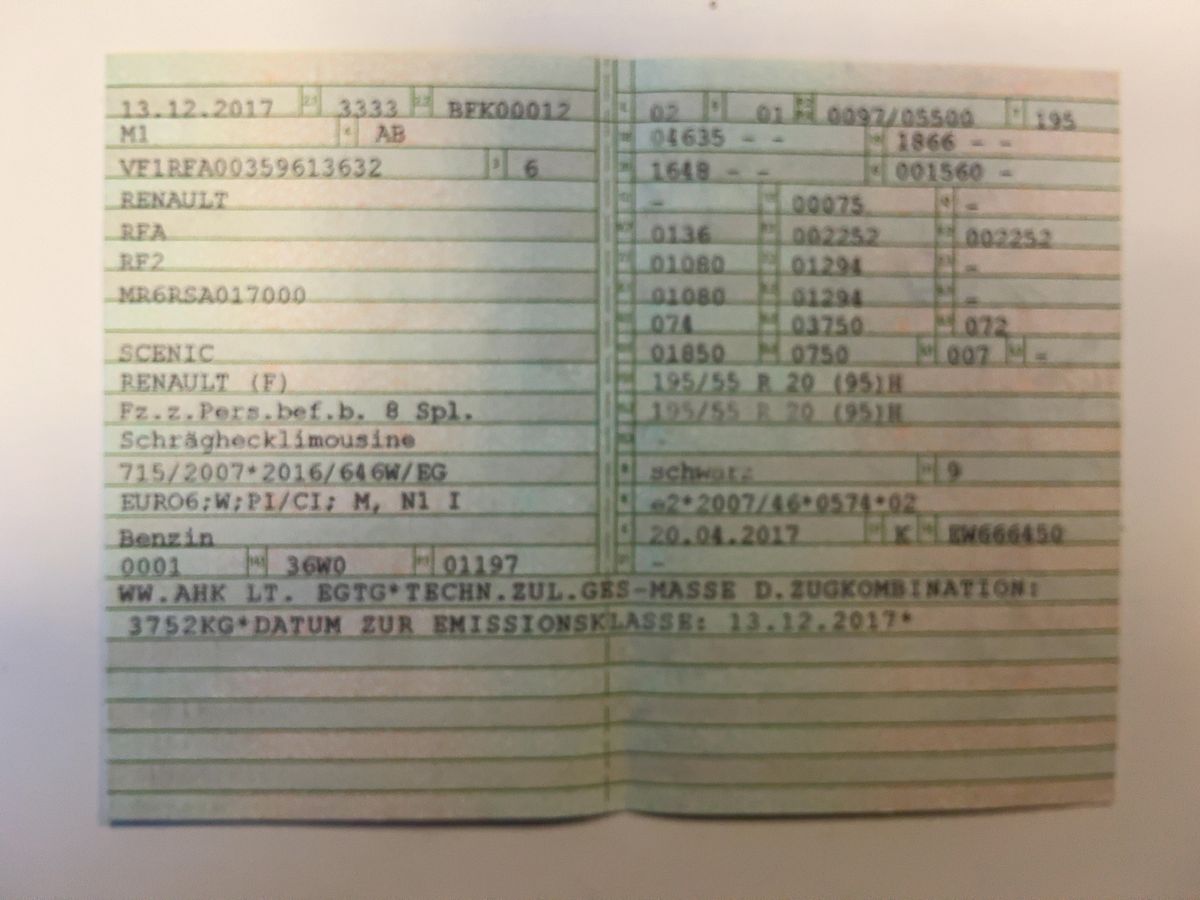 13.12.2017 3333 BFK00012
M1 AB
VF1RFA00359613632 6
RENAULT
RFA
RF2
MR6RSA017000
SCENIC
RENAULT (F)
Fz.z.Pers.bef.b. 8 Spl.
Schräghecklimousine
715/2007*2016/646W/EG
EURO6;W;PI/CI; M, N1 I
Benzin
0001 36W0 01197
02 01 0097/05500 195
04635 - - 1866 - -
1648 - - 001560 -
- 00075 -
0136 002252 002252
01080 01294 -
01080 01294 -
074 03750 072
01850 0750 007 -
195/55 R 20 (95)H
195/55 R 20 (95)H
-
schwarz 9
e2*2007/46*0574*02
20.04.2017 K EW666450
-
WW.AHK LT. EGTG*TECHN.ZUL.GES-MASSE D.ZUGKOMBINATION:
3752KG*DATUM ZUR EMISSIONSKLASSE: 13.12.2017*